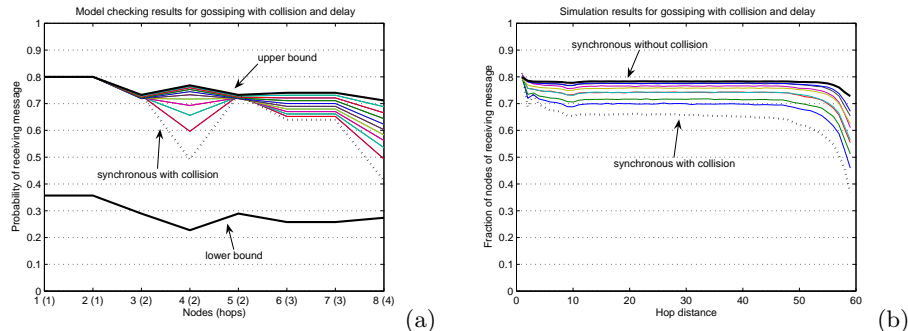 Model checking results for gossiping with collision and delay
1
0.9
0.8
0.7
0.6
0.5
0.4
0.3
0.2
0.1
0
Probability of receiving message
upper bound
synchronous with collision
lower bound
1 (1) 2 (1) 3 (2) 4 (2) 5 (2) 6 (3) 7 (3) 8 (4)
Nodes (hops)
(a)
Simulation results for gossiping with collision and delay
1
0.9
0.8
0.7
0.6
0.5
0.4
0.3
0.2
0.1
0
Fraction of nodes of receiving message
synchronous without collision
synchronous with collision
0 10 20 30 40 50 60
Hop distance
(b)